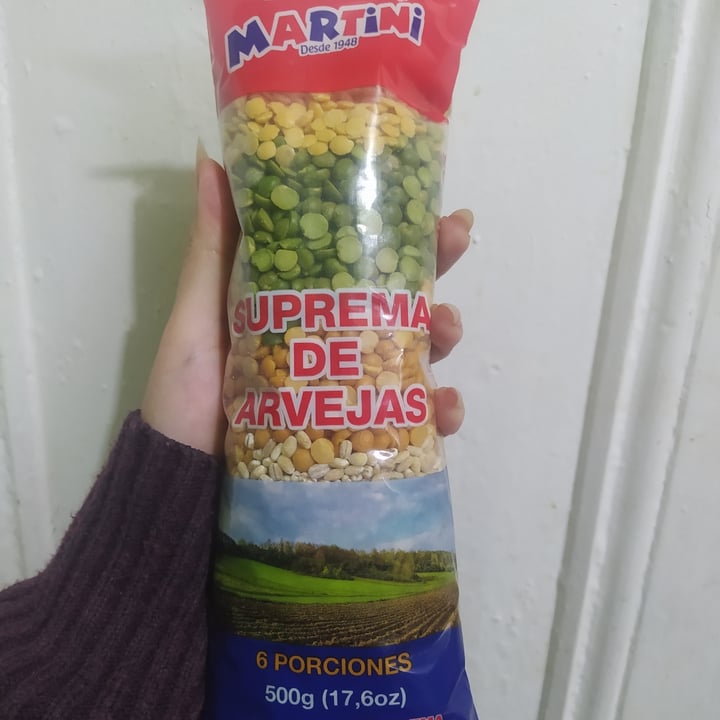 MARTiNi
Desde 1948
SUPREMA
DE
ARVEJAS
6 PORCIONES
500g (17,6oz)